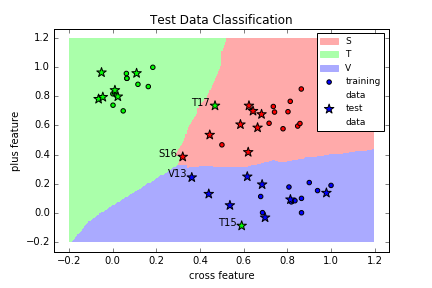 Test Data Classification
S
T
V
training
data
test
data
T17
S16
V13
T15
plus feature
1.2
1.0
0.8
0.6
0.4
0.2
0.0
−0.2
−0.2 0.0 0.2 0.4 0.6 0.8 1.0 1.2
cross feature